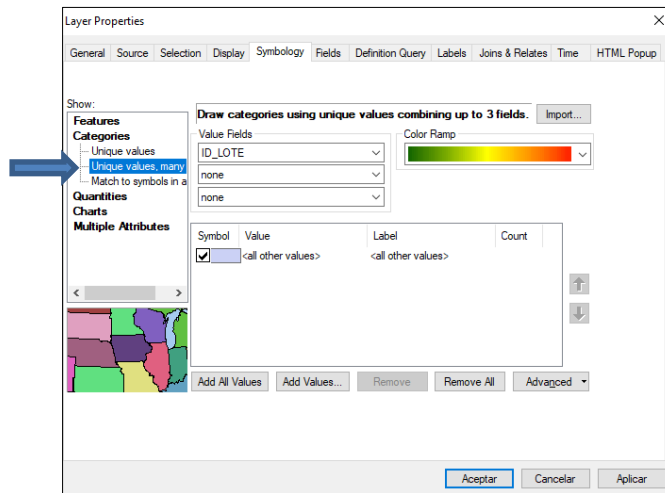 Layer Properties
General Source Selection Display Symbology Fields Definition Query Labels Joins & Relates Time HTML Popup
Show:
Features
Categories
Unique values
Unique values, many
Match to symbols in a
Quantities
Charts
Multiple Attributes
Draw categories using unique values combining up to 3 fields.
Import...
Value Fields
ID_LOTE
none
none
Color Ramp
Symbol Value Label Count
<all other values> <all other values>
Add All Values Add Values... Remove Remove All Advanced
Aceptar Cancelar Aplicar